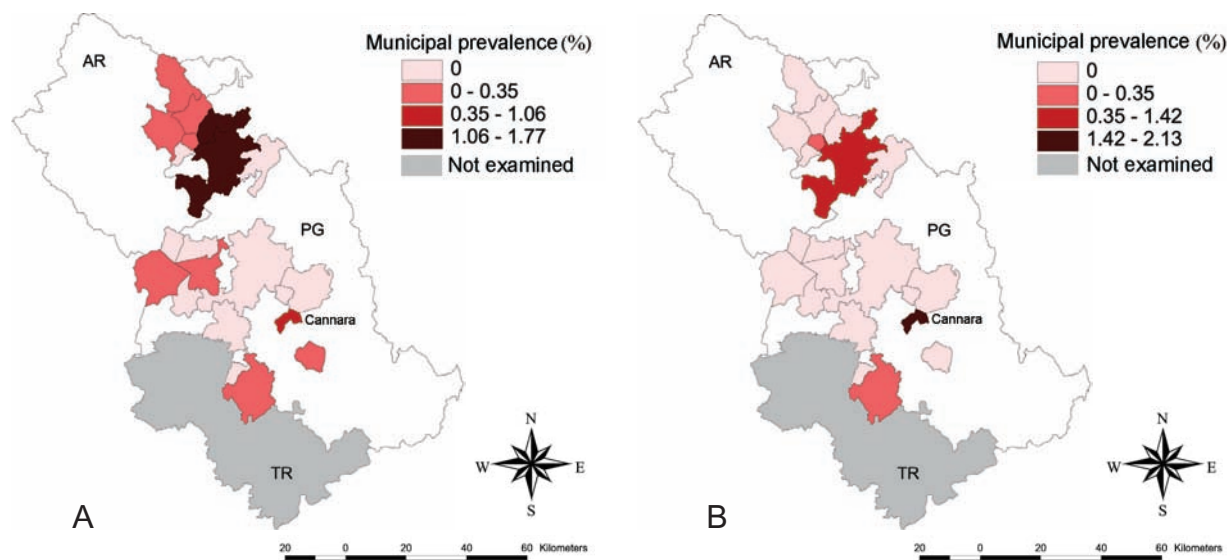 Municipal prevalence (%)
0
0 - 0.35
0.35 - 1.06
1.06 - 1.77
Not examined
AR
PG
Cannara
TR
N
W E
S
A
20 0 20 40 60 Kilometers
Municipal prevalence (%)
0
0 - 0.35
0.35 - 1.42
1.42 - 2.13
Not examined
AR
PG
Cannara
TR
N
W E
S
B
20 0 20 40 60 Kilometers